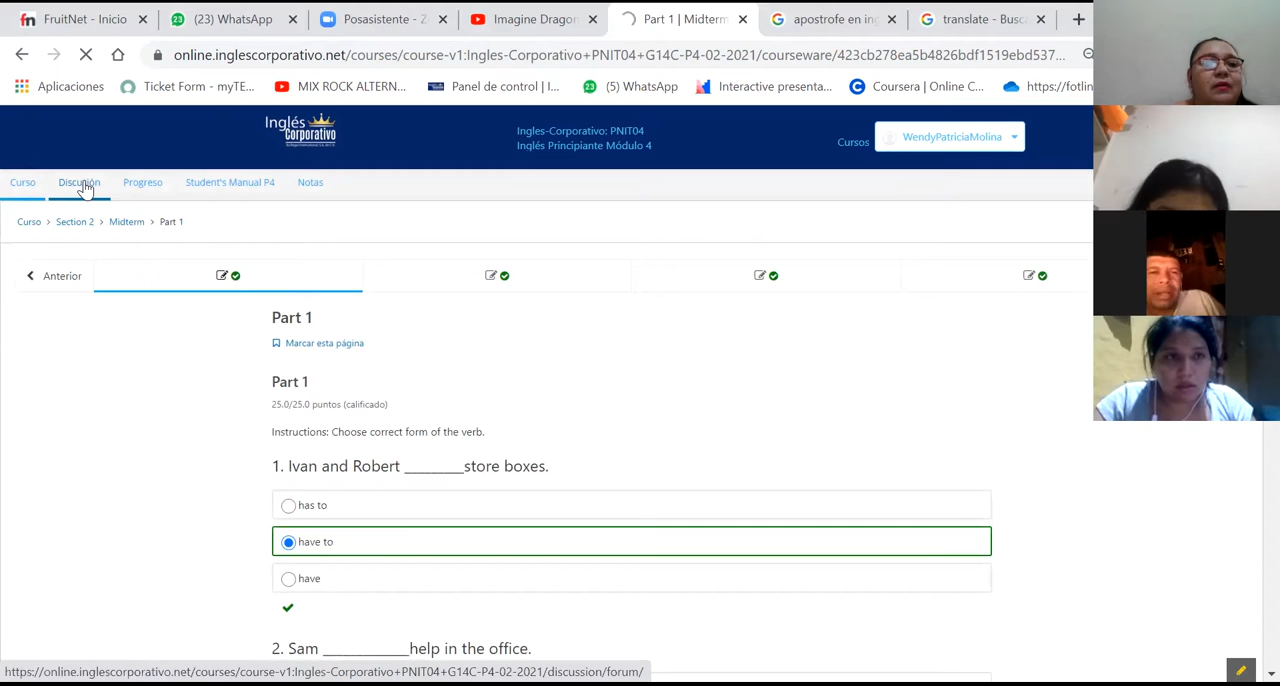 FruitNet - Inicio
(23) WhatsApp
Posasistente - Z
Imagine Dragon
Part 1 | Midterm
apostrofe en in
translate - Bus
online.inglescorporativo.net/courses/course-v1:Ingles-Corporativo+PNIT04+G14C-P4-02-2021/courseware/423cb278ea5b4826bdf1519ebd537...
Aplicaciones
Ticket Form - myTE...
MIX ROCK ALTERN...
Panel de control | I...
(5) WhatsApp
Interactive presenta...
Coursera | Online C...
https://fotlin
Inglés
Corporativo
Ingles-Corporativo: PNIT04
Inglés Principiante Módulo 4
Cursos
WendyPatriciaMolina
Curso
Discusión
Progreso
Student's Manual P4
Notas
Curso > Section 2 > Midterm > Part 1
Anterior
Part 1
Marcar esta página
Part 1
25.0/25.0 puntos (calificado)
Instructions: Choose correct form of the verb.
1. Ivan and Robert ________store boxes.
has to
have to
have
2. Sam ___________help in the office.
https://online.inglescorporativo.net/courses/course-v1:Ingles-Corporativo+PNIT04+G14C-P4-02-2021/discussion/forum/